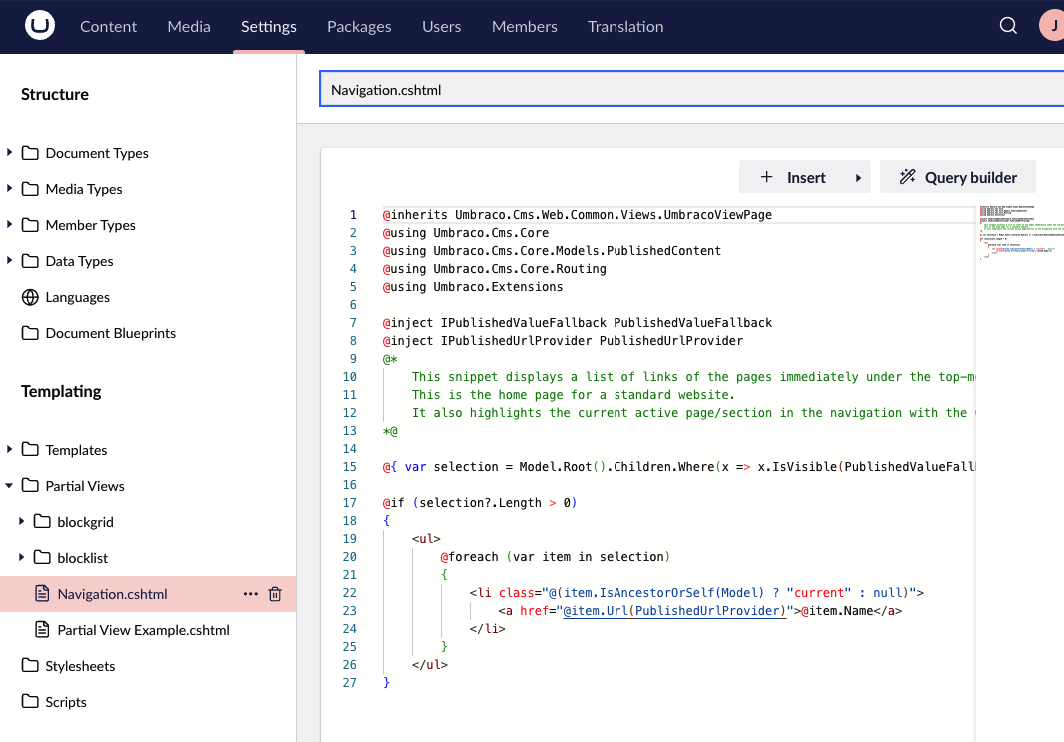 Content Media Settings Packages Users Members Translation J
Structure
Document Types
Media Types
Member Types
Data Types
Languages
Document Blueprints
Templating
Templates
Partial Views
blockgrid
blocklist
Navigation.cshtml
Partial View Example.cshtml
Stylesheets
Scripts
Navigation.cshtml
Insert Query builder
1 @inherits Umbraco.Cms.Web.Common.Views.UmbracoViewPage
2 @using Umbraco.Cms.Core
3 @using Umbraco.Cms.Core.Models.PublishedContent
4 @using Umbraco.Cms.Core.Routing
5 @using Umbraco.Extensions
6
7 @inject IPublishedValueFallback PublishedValueFallback
8 @inject IPublishedUrlProvider PublishedUrlProvider
9 @*
10 This snippet displays a list of links of the pages immediately under the top-m
11 This is the home page for a standard website.
12 It also highlights the current active page/section in the navigation with the
13 *@
14
15 @{ var selection = Model.Root().Children.Where(x => x.IsVisible(PublishedValueFall
16
17 @if (selection?.Length > 0)
18 {
19 <ul>
20 @foreach (var item in selection)
21 {
22 <li class="@(item.IsAncestorOrSelf(Model) ? "current" : null)">
23 <a href="@item.Url(PublishedUrlProvider)">@item.Name</a>
24 </li>
25 }
26 </ul>
27 }